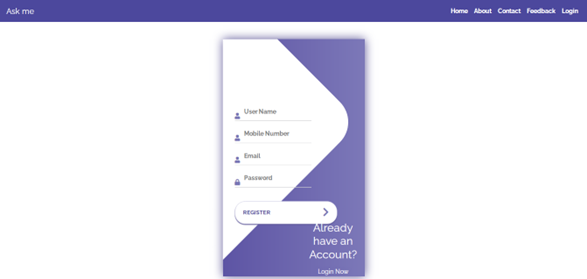 Ask me
Home About Contact Feedback Login
User Name
Mobile Number
Email
Password
REGISTER
Already
have an
Account?
Login Now